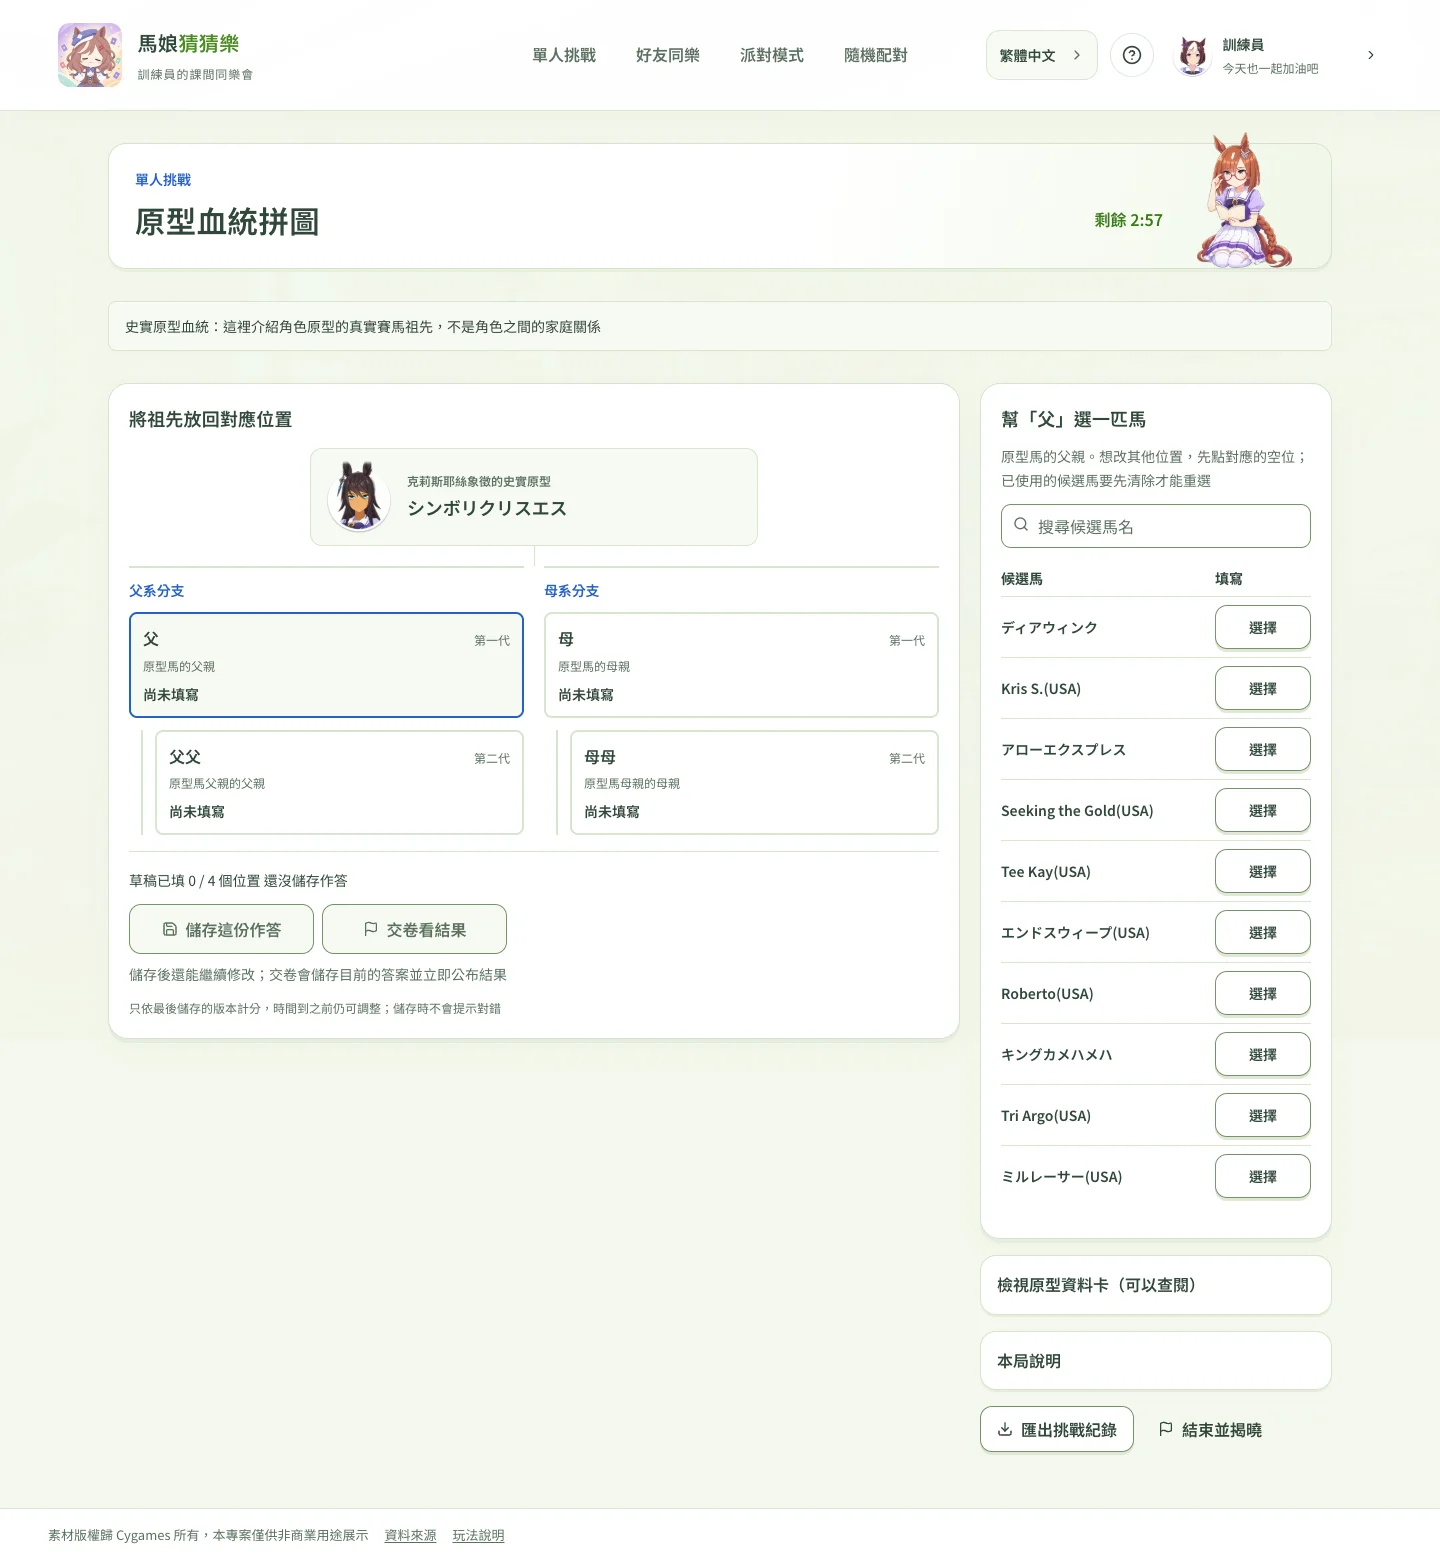 馬娘猜猜樂
訓練員的課間同樂會
單人挑戰
好友同樂
派對模式
隨機配對
繁體中文
訓練員
今天也一起加油吧
單人挑戰
原型血統拼圖
剩餘 2:57
史實原型血統：這裡介紹角色原型的真實賽馬祖先，不是角色之間的家庭關係
將祖先放回對應位置
克莉斯耶絲象徵的史實原型
シンボリクリスエス
父系分支
父
第一代
原型馬的父親
尚未填寫
父父
第二代
原型馬父親的父親
尚未填寫
母系分支
母
第一代
原型馬的母親
尚未填寫
母母
第二代
原型馬母親的母親
尚未填寫
草稿已填 0 / 4 個位置 還沒儲存作答
儲存這份作答
交卷看結果
儲存後還能繼續修改；交卷會儲存目前的答案並立即公布結果
只依最後儲存的版本計分，時間到之前仍可調整；儲存時不會提示對錯
幫「父」選一匹馬
原型馬的父親。想改其他位置，先點對應的空位；
已使用的候選馬要先清除才能重選
搜尋候選馬名
候選馬
填寫
ディアウィンク
選擇
Kris S.(USA)
選擇
アローエクスプレス
選擇
Seeking the Gold(USA)
選擇
Tee Kay(USA)
選擇
エンドスウィープ(USA)
選擇
Roberto(USA)
選擇
キングカメハメハ
選擇
Tri Argo(USA)
選擇
ミルレーサー(USA)
選擇
檢視原型資料卡（可以查閱）
本局說明
匯出挑戰紀錄
結束並揭曉
素材版權歸 Cygames 所有，本專案僅供非商業用途展示
資料來源
玩法說明